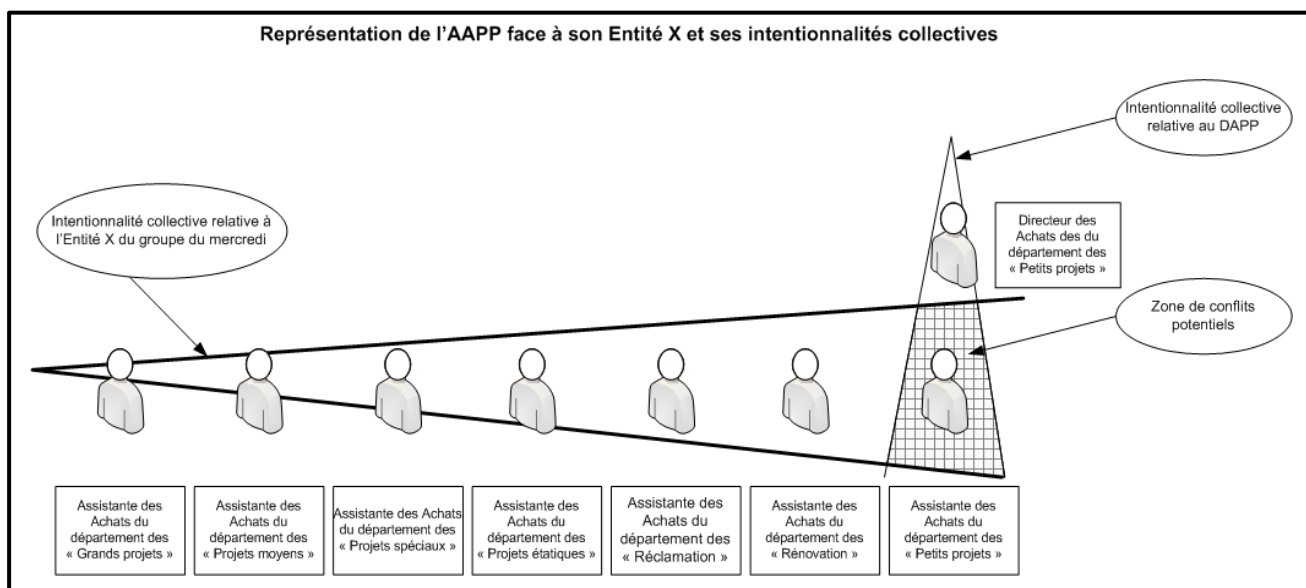 Représentation de l'AAPP face à son Entité X et ses intentionnalités collectives
Intentionnalité collective
relative au DAPP
Intentionnalité collective relative à
l'Entité X du groupe du mercredi
Directeur des
Achats des du
département des
« Petits projets »
Zone de conflits
potentiels
Assistante des
Achats du
département des
« Grands projets »
Assistante des
Achats du
département des
« Projets moyens »
Assistante des Achats
du département des
« Projets spéciaux »
Assistante des
Achats du
département des
« Projets étatiques »
Assistante des
Achats du
département des
« Réclamation »
Assistante des
Achats du
département des
« Rénovation »
Assistante des
Achats du
département des
« Petits projets »